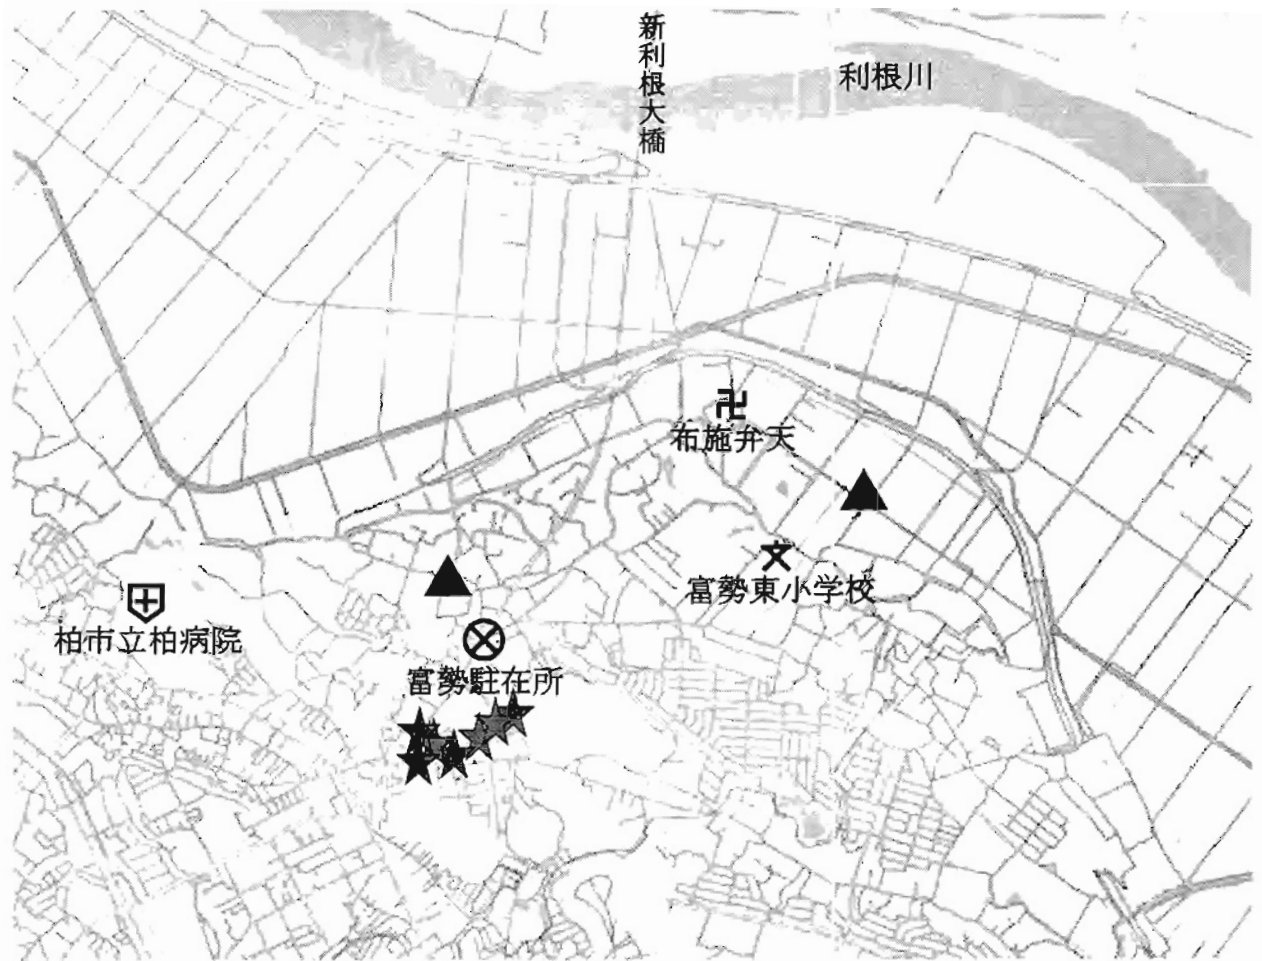 新利根大橋
利根川
布施弁天
富勢東小学校
柏市立柏病院
富勢駐在所